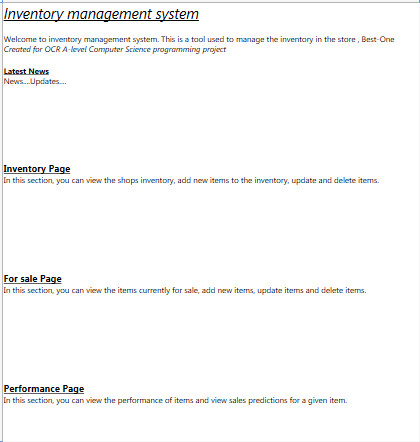 Inventory management system
Welcome to inventory management system. This is a tool used to manage the inventory in the store , Best-One
Created for OCR A-level Computer Science programming project
Latest News
News...Updates...
Inventory Page
In this section, you can view the shops inventory, add new items to the inventory, update and delete items.
For sale Page
In this section, you can view the items currently for sale, add new items, update items and delete items.
Performance Page
In this section, you can view the performance of items and view sales predictions for a given item.